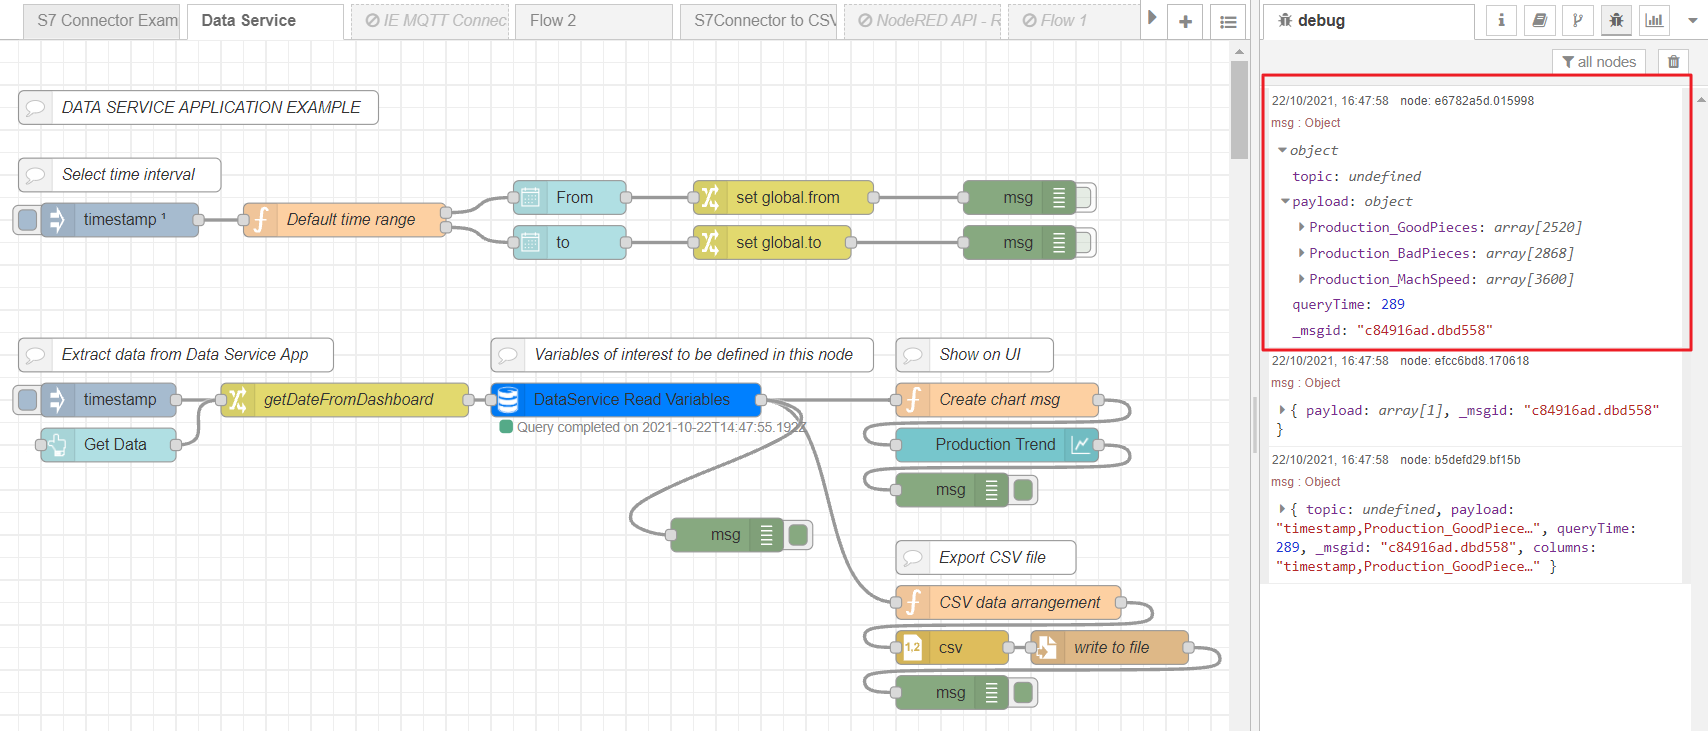 S7 Connector Exam
Data Service
IE MQTT Connec
Flow 2
S7Connector to CSV
NodeRED API - R
Flow 1
debug
all nodes
DATA SERVICE APPLICATION EXAMPLE
Select time interval
timestamp ¹
Default time range
From
set global.from
msg
to
set global.to
msg
Extract data from Data Service App
Variables of interest to be defined in this node
Show on UI
timestamp
getDateFromDashboard
DataService Read Variables
Create chart msg
Query completed on 2021-10-22T14:47:55.192Z
Get Data
Production Trend
msg
msg
Export CSV file
CSV data arrangement
1,2
csv
write to file
msg
22/10/2021, 16:47:58 node: e6782a5d.015998
msg : Object
object
topic: undefined
payload: object
Production_GoodPieces: array[2520]
Production_BadPieces: array[2868]
Production_MachSpeed: array[3600]
queryTime: 289
_msgid: "c84916ad.dbd558"
22/10/2021, 16:47:58 node: efcc6bd8.170618
msg : Object
{ payload: array[1], _msgid: "c84916ad.dbd558"
}
22/10/2021, 16:47:58 node: b5defd29.bf15b
msg : Object
{ topic: undefined, payload:
"timestamp,Production_GoodPiece…", queryTime:
289, _msgid: "c84916ad.dbd558", columns:
"timestamp,Production_GoodPiece…" }